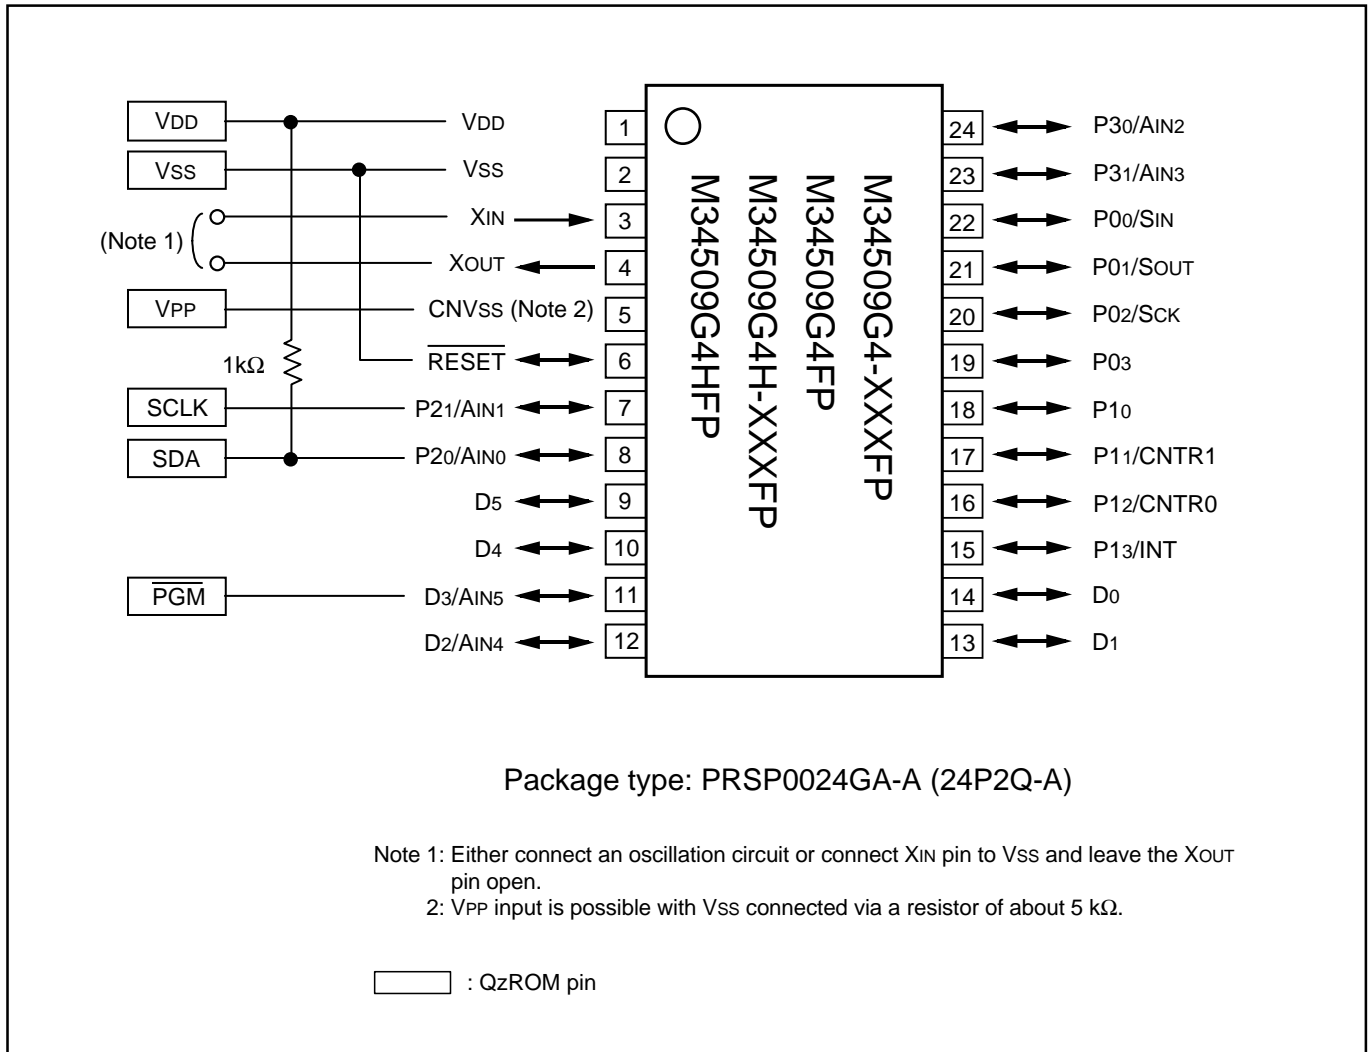 VDD VDD 1 24 P30/AIN2
VSS VSS 2 23 P31/AIN3
XIN 3 22 P00/SIN
(Note 1)
XOUT 4 21 P01/SOUT
VPP CNVSS (Note 2) 5 20 P02/SCK
1kΩ RESET 6 19 P03
SCLK P21/AIN1 7 18 P10
SDA P20/AIN0 8 17 P11/CNTR1
D5 9 16 P12/CNTR0
D4 10 15 P13/INT
PGM D3/AIN5 11 14 D0
D2/AIN4 12 13 D1
M34509G4-XXXFP
M34509G4FP
M34509G4H-XXXFP
M34509G4HFP
Package type: PRSP0024GA-A (24P2Q-A)
Note 1: Either connect an oscillation circuit or connect XIN pin to VSS and leave the XOUT
pin open.
2: VPP input is possible with VSS connected via a resistor of about 5 kΩ.
: QzROM pin